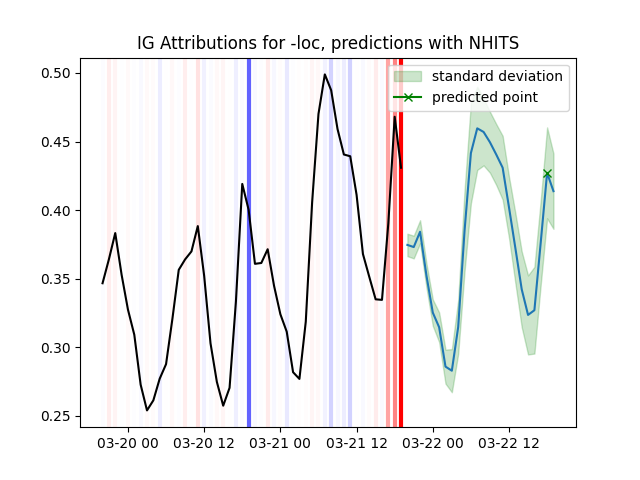 IG Attributions for -loc, predictions with NHITS
standard deviation
predicted point
0.50
0.45
0.40
0.35
0.30
0.25
03-20 00 03-20 12 03-21 00 03-21 12 03-22 00 03-22 12